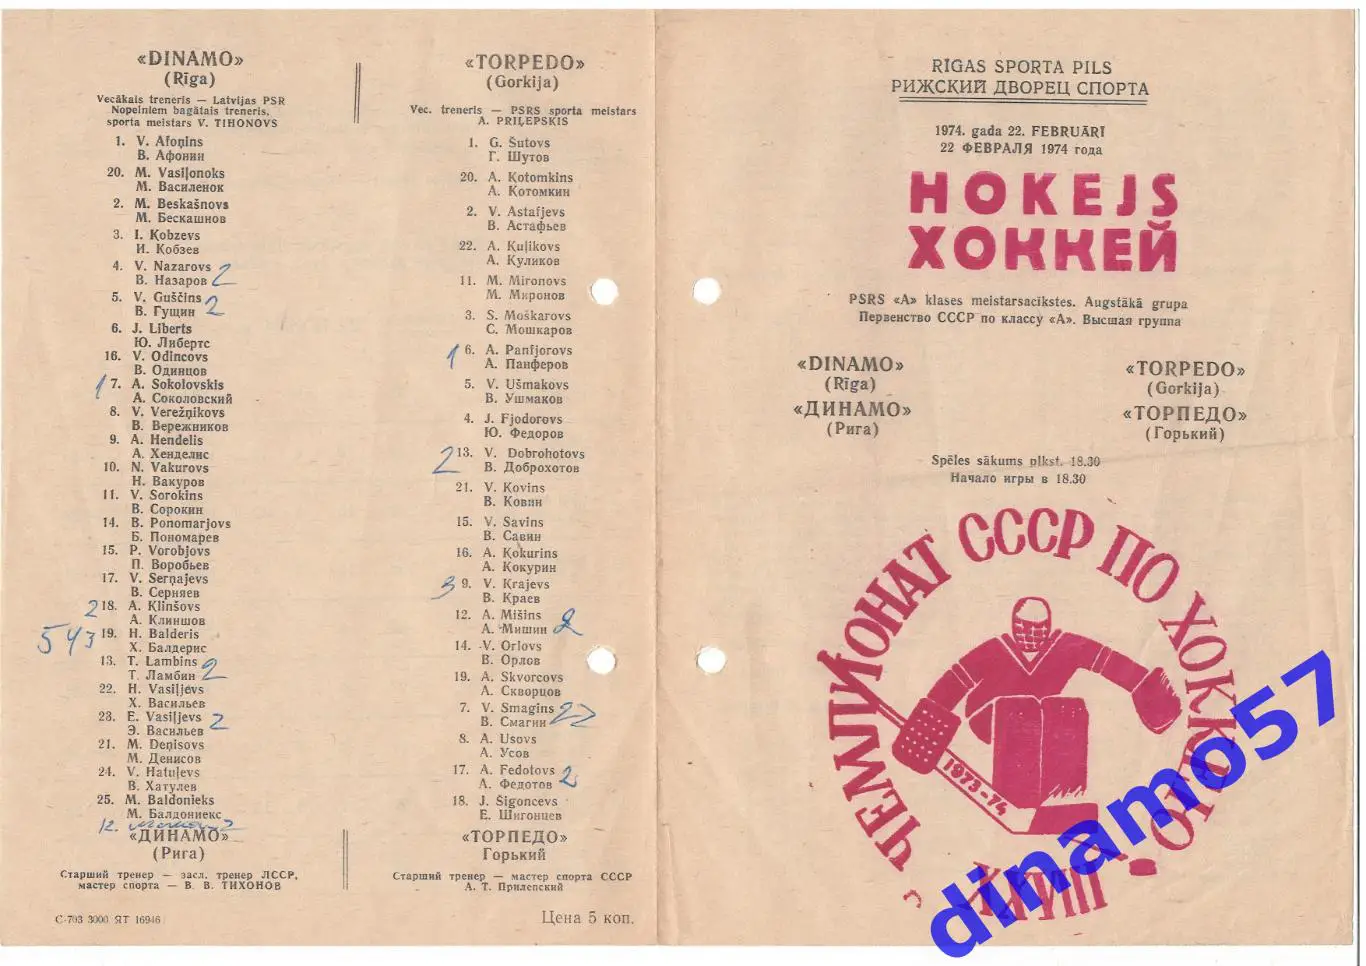 «DINAMO»
(Rīga)
Vecākais treneris — Latvijas PSR
Nopelniem bagātais treneris,
sporta meistars V. TIHONOVS
1. V. Afoņins
В. Афонин
20. M. Vasiļonoks
М. Василенок
2. M. Beskašnovs
М. Бескашнов
3. I. Kobzevs
И. Кобзев
4. V. Nazarovs 2
В. Назаров
5. V. Guščins 2
В. Гущин
6. J. Liberts
Ю. Либертс
16. V. Odincovs
В. Одинцов
1 7. A. Sokolovskis
А. Соколовский
8. V. Verežņikovs
В. Вережников
9. A. Hendelis
А. Хенделис
10. N. Vakurovs
Н. Вакуров
11. V. Sorokins
В. Сорокин
14. B. Ponomarjovs
Б. Пономарев
15. P. Vorobjovs
П. Воробьев
17. V. Serņajevs
В. Серняев
2 18. A. Kļinšovs
А. Клиншов
5 4 3 19. H. Balderis
Х. Балдерис
13. T. Lambins 2
Т. Ламбин
22. H. Vasiļjevs
Х. Васильев
23. E. Vasiļjevs 2
Э. Васильев
21. M. Deņisovs
М. Денисов
24. V. Hatuļevs
В. Хатулев
25. M. Baldonieks
М. Балдониекс
12.
«ДИНАМО»
(Рига)
Старший тренер — засл. тренер ЛССР,
мастер спорта — В. В. ТИХОНОВ
С-703 3000 ЯТ 16946
«TORPEDO»
(Gorkija)
Vec. treneris — PSRS sporta meistars
A. PRIĻEPSKIS
1. G. Šutovs
Г. Шутов
20. A. Kotomkins
А. Котомкин
2. V. Astafjevs
В. Астафьев
22. A. Kuļikovs
А. Куликов
11. M. Mironovs
М. Миронов
3. S. Moškarovs
С. Мошкаров
1 6. A. Panfjorovs
А. Панферов
5. V. Ušmakovs
В. Ушмаков
4. J. Fjodorovs
Ю. Федоров
2 13. V. Dobrohotovs
В. Доброхотов
21. V. Kovins
В. Ковин
15. V. Savins
В. Савин
16. A. Kokurins
А. Кокурин
3 9. V. Krajevs
В. Краев
12. A. Mišins
А. Мишин 2
14. V. Orlovs
В. Орлов
19. A. Skvorcovs
А. Скворцов
7. V. Smagins 22
В. Смагин
8. A. Usovs
А. Усов
17. A. Fedotovs 2
А. Федотов
18. J. Šigoncevs
Е. Шигонцев
«ТОРПЕДО»
Горький
Старший тренер — мастер спорта СССР
А. Т. Прилепский
Цена 5 коп.
RĪGAS SPORTA PILS
РИЖСКИЙ ДВОРЕЦ СПОРТА
1974. gada 22. FEBRUĀRĪ
22 ФЕВРАЛЯ 1974 года
HOKEJS
ХОККЕЙ
PSRS «A» klases meistarsacīkstes. Augstākā grupa
Первенство СССР по классу «А». Высшая группа
«DINAMO»
(Rīga)
«ДИНАМО»
(Рига)
«TORPEDO»
(Gorkija)
«ТОРПЕДО»
(Горький)
Spēles sākums plkst. 18.30
Начало игры в 18.30
XXVIII ЧЕМПИОНАТ СССР ПО ХОККЕЮ
1973-74
dinamo57